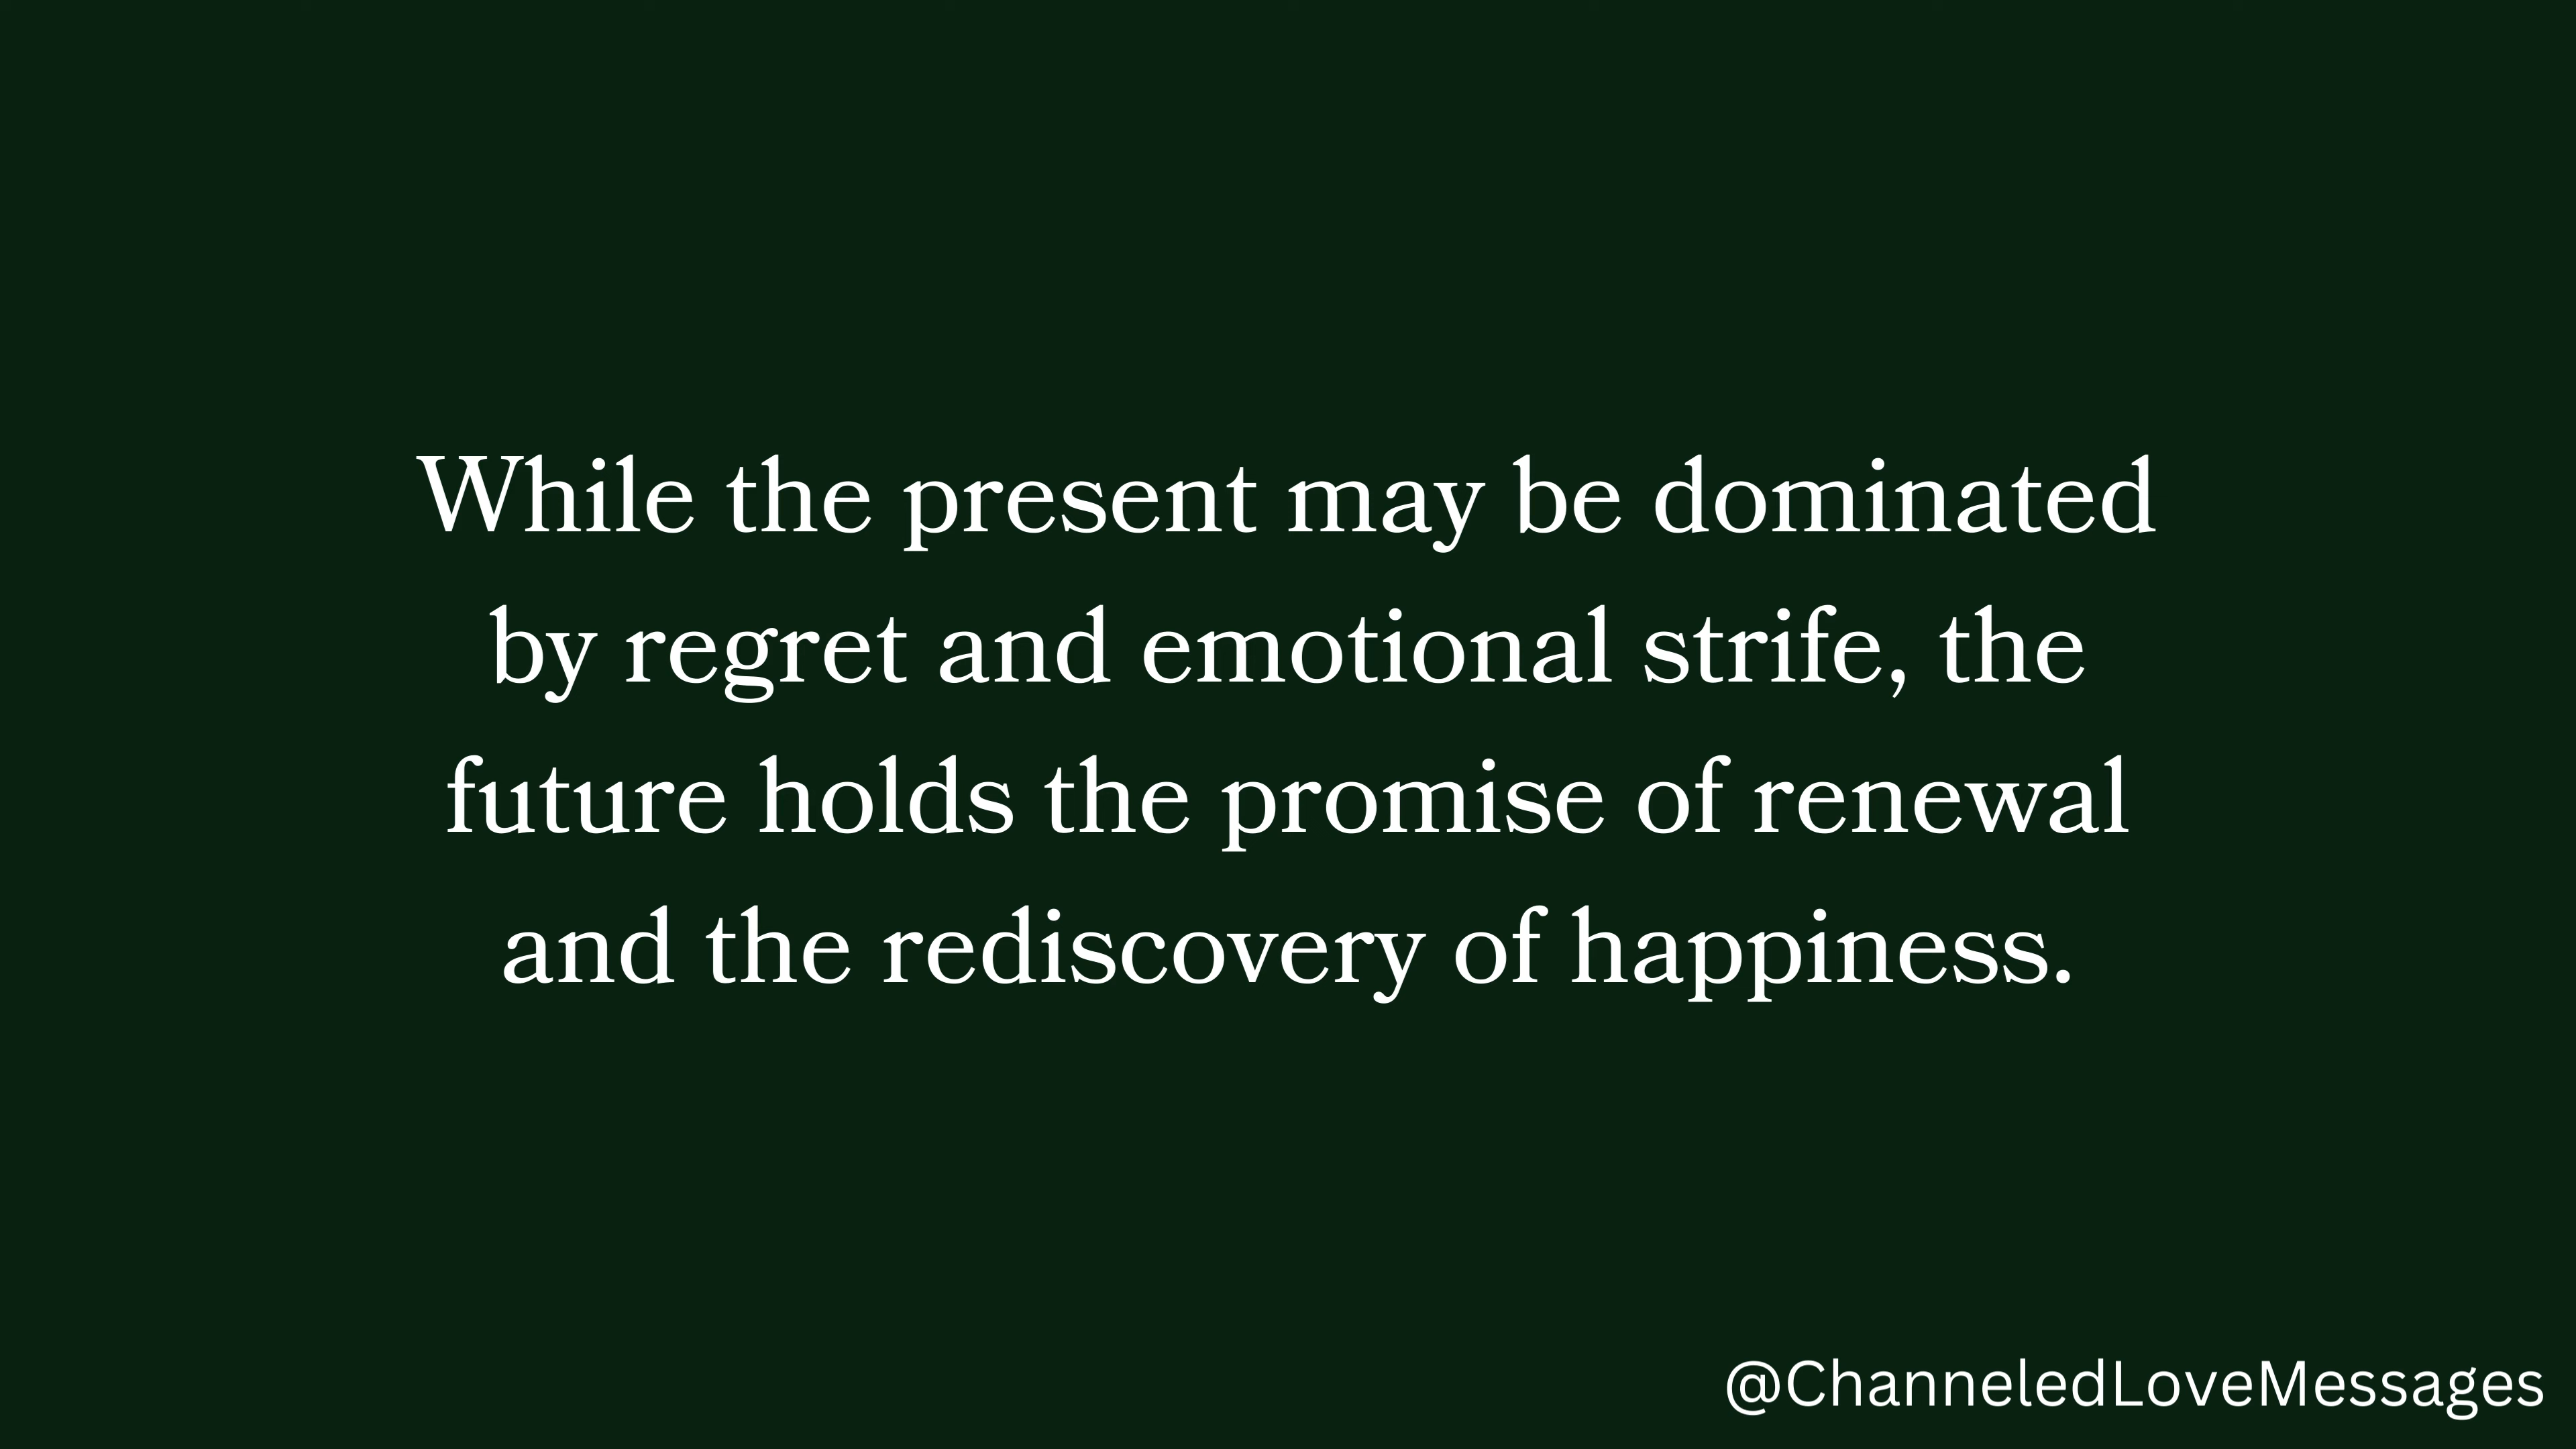 While the present may be dominated
by regret and emotional strife, the
future holds the promise of renewal
and the rediscovery of happiness.
@ChanneledLoveMessages